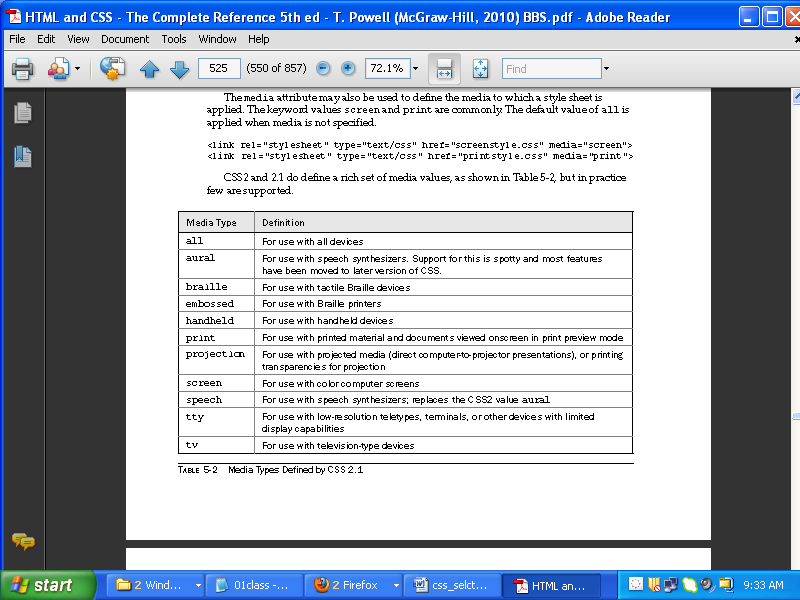 HTML and CSS - The Complete Reference 5th ed - T. Powell (McGraw-Hill, 2010) BBS.pdf - Adobe Reader
File Edit View Document Tools Window Help
525 (550 of 857) 72.1% Find
The media attribute may also be used to define the media to which a style sheet is
applied. The keyword values screen and print are commonly. The default value of all is
applied when media is not specified.
<link rel="stylesheet" type="text/css" href="screenstyle.css" media="screen">
<link rel="stylesheet" type="text/css" href="printstyle.css" media="print">
CSS2 and 2.1 do define a rich set of media values, as shown in Table 5-2, but in practice
few are supported.
Media Type Definition
all For use with all devices
aural For use with speech synthesizers. Support for this is spotty and most features
have been moved to later version of CSS.
braille For use with tactile Braille devices
embossed For use with Braille printers
handheld For use with handheld devices
print For use with printed material and documents viewed onscreen in print preview mode
projection For use with projected media (direct computer-to-projector presentations), or printing
transparencies for projection
screen For use with color computer screens
speech For use with speech synthesizers; replaces the CSS2 value aural
tty For use with low-resolution teletypes, terminals, or other devices with limited
display capabilities
tv For use with television-type devices
TABLE 5-2 Media Types Defined by CSS 2.1
start 2 Wind... 01class -... 2 Firefox css_selct... HTML an... 9:33 AM